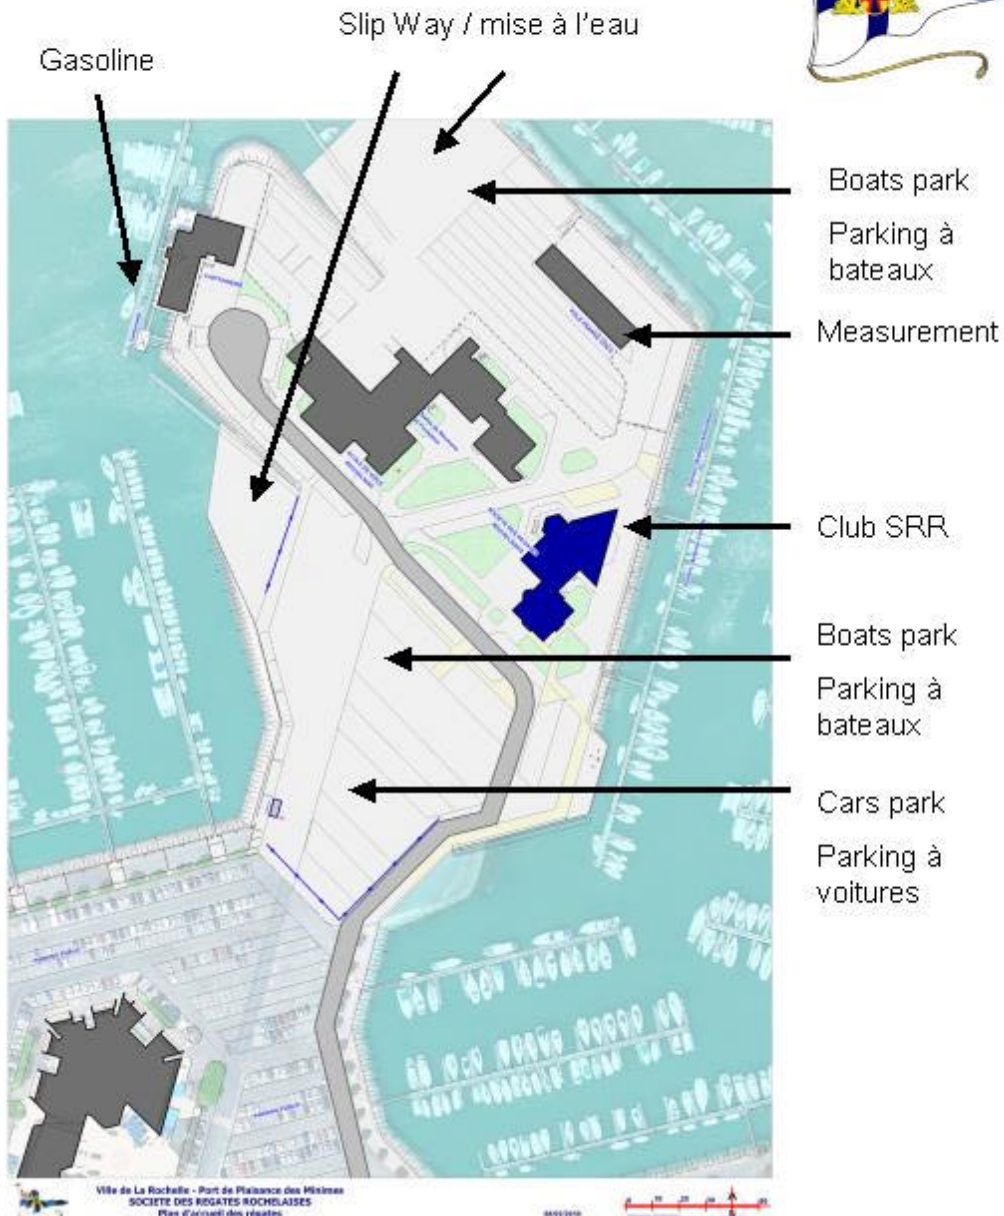 Slip Way / mise à l'eau
Gasoline
Boats park
Parking à
bateaux
Measurement
Club SRR
Boats park
Parking à
bateaux
Cars park
Parking à
voitures
Ville de La Rochelle - Port de Plaisance des Minimes
SOCIETE DES REGATES ROCHELAISES
Plan d'accueil des régates